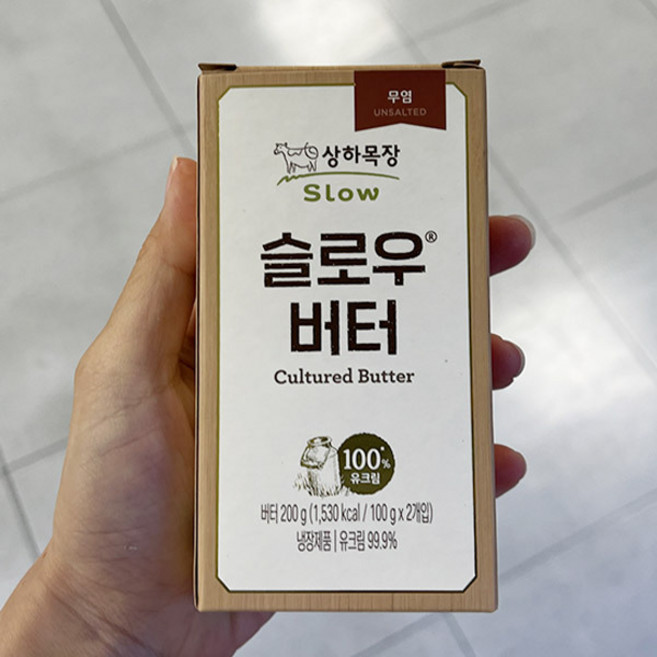 무염
UNSALTED
상하목장
Slow
슬로우®
버터
Cultured Butter
100*%
유크림
버터 200 g (1,530 kcal / 100 g x 2개입)
냉장제품 | 유크림 99.9%